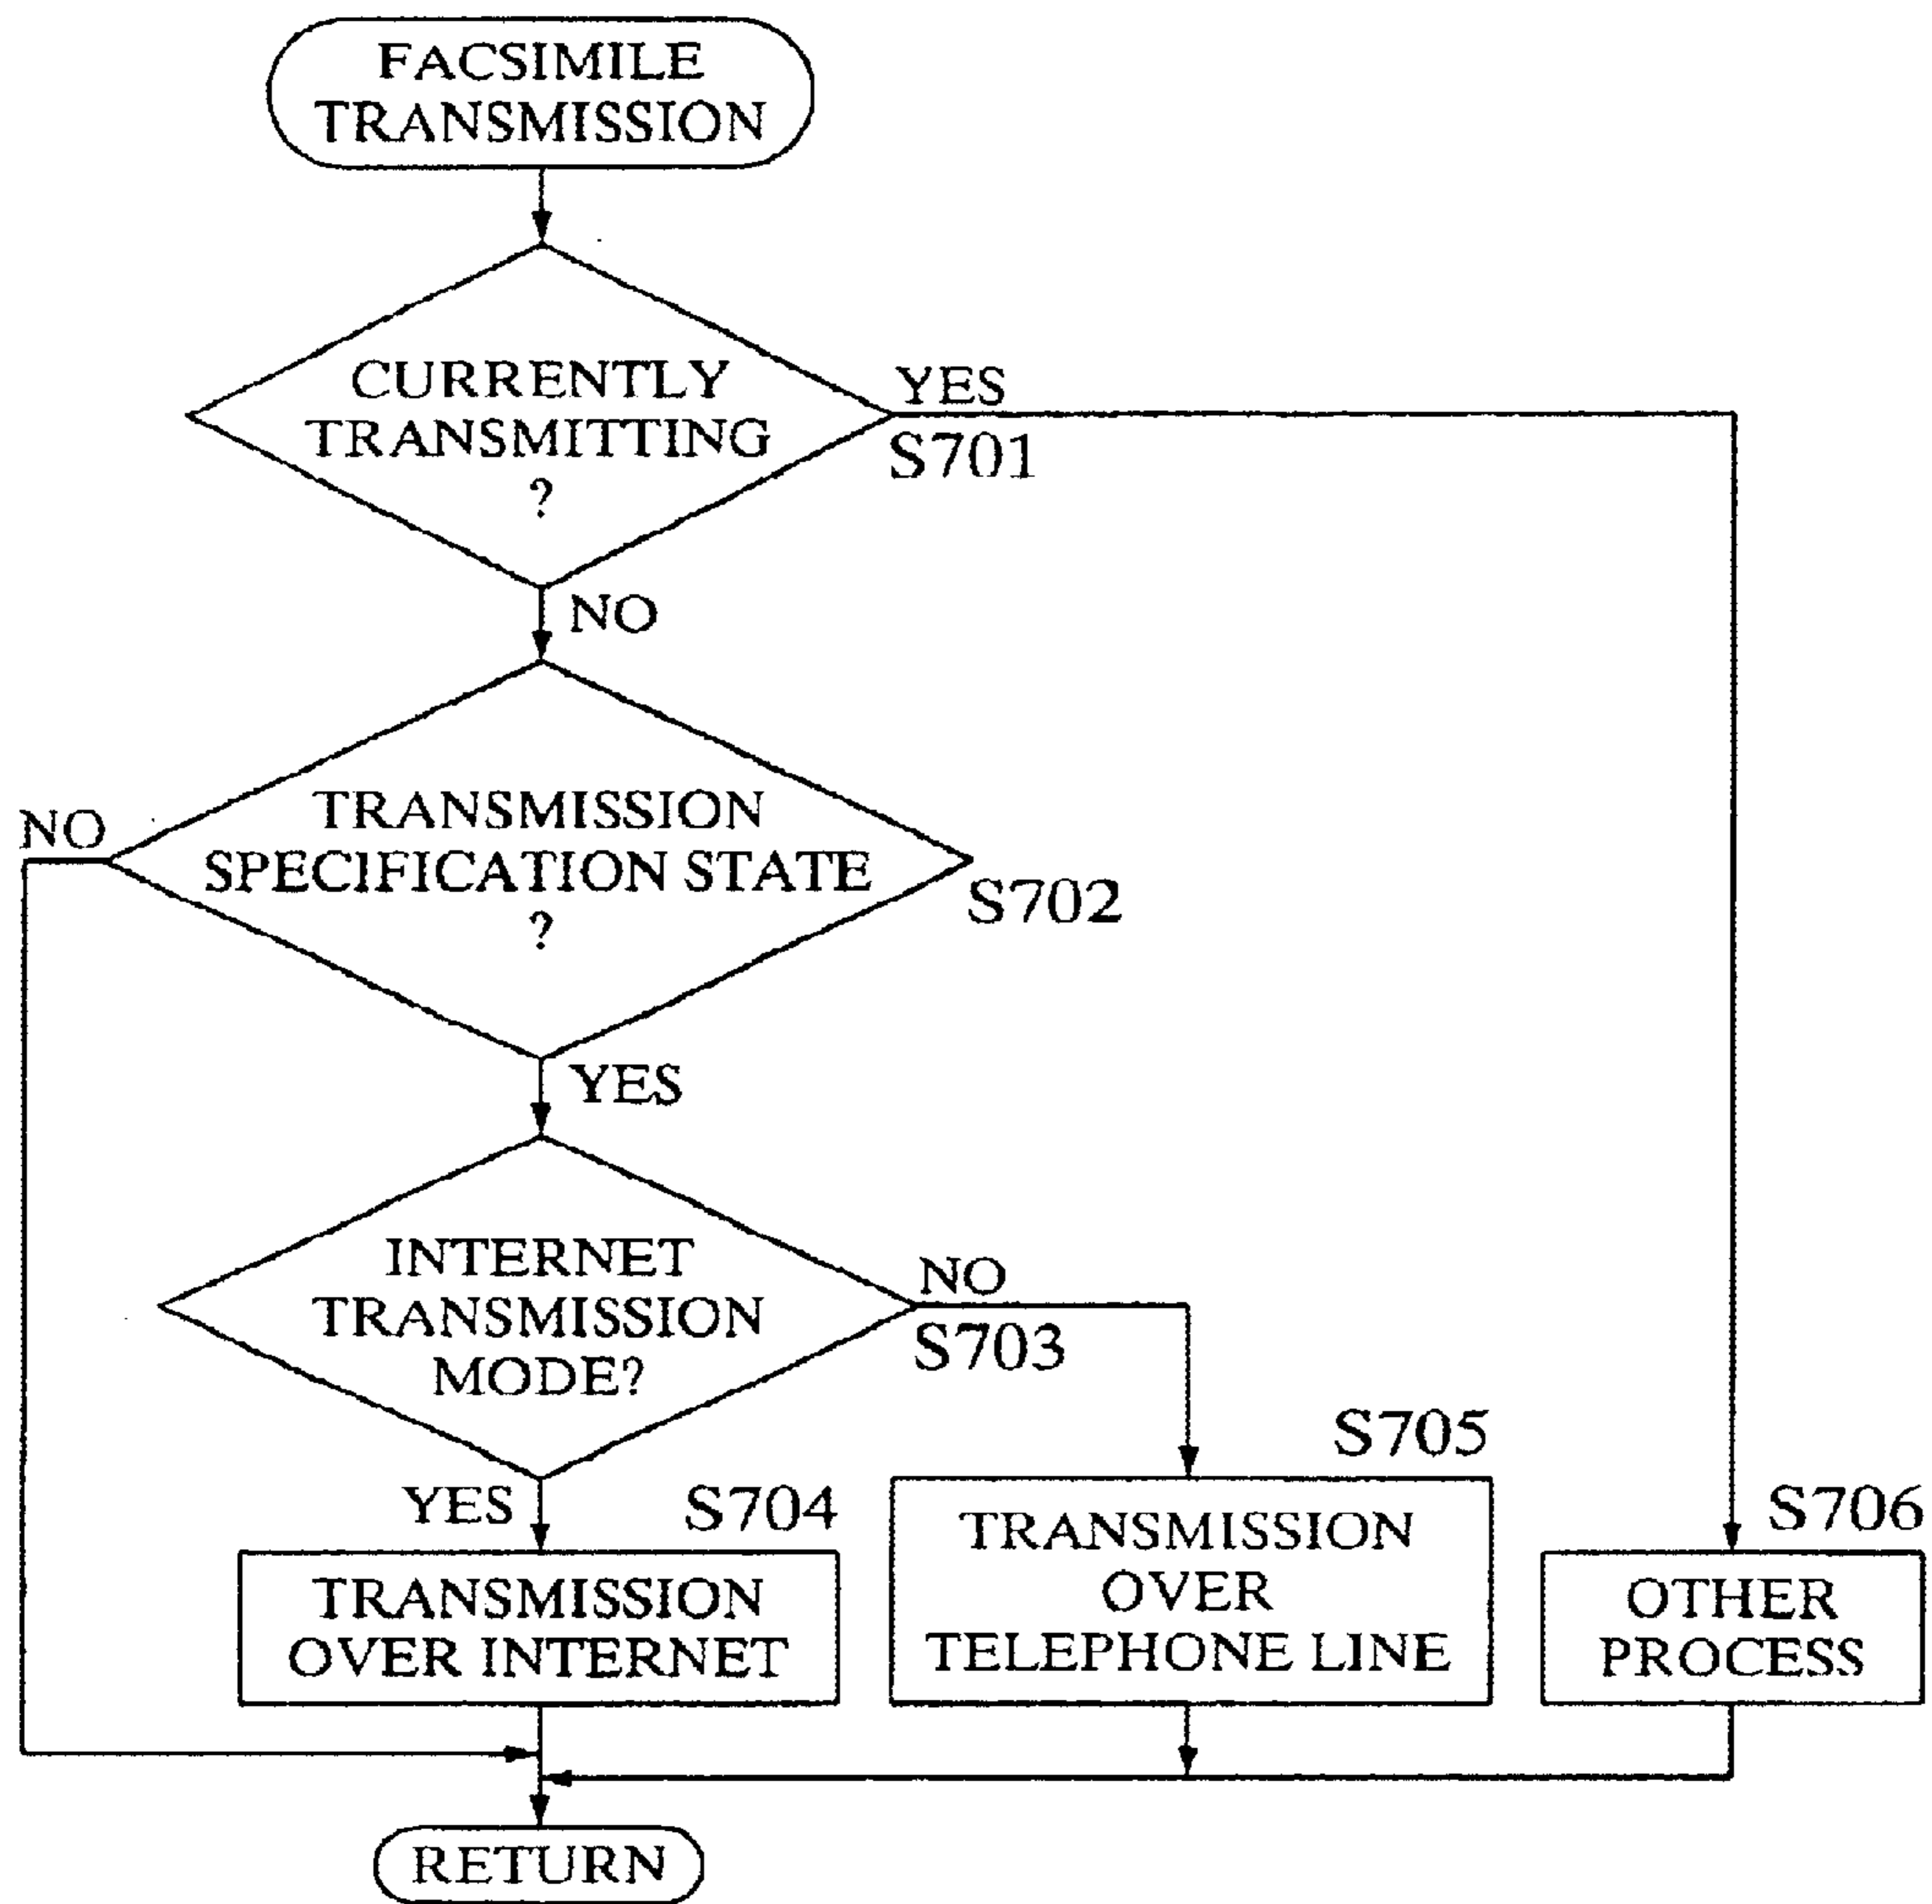 FACSIMILE
TRANSMISSION
CURRENTLY
TRANSMITTING
?
YES
S701
NO
TRANSMISSION
SPECIFICATION STATE
?
NO
S702
YES
INTERNET
TRANSMISSION
MODE?
NO
S703
YES
S704
TRANSMISSION
OVER INTERNET
S705
TRANSMISSION
OVER
TELEPHONE LINE
S706
OTHER
PROCESS
RETURN